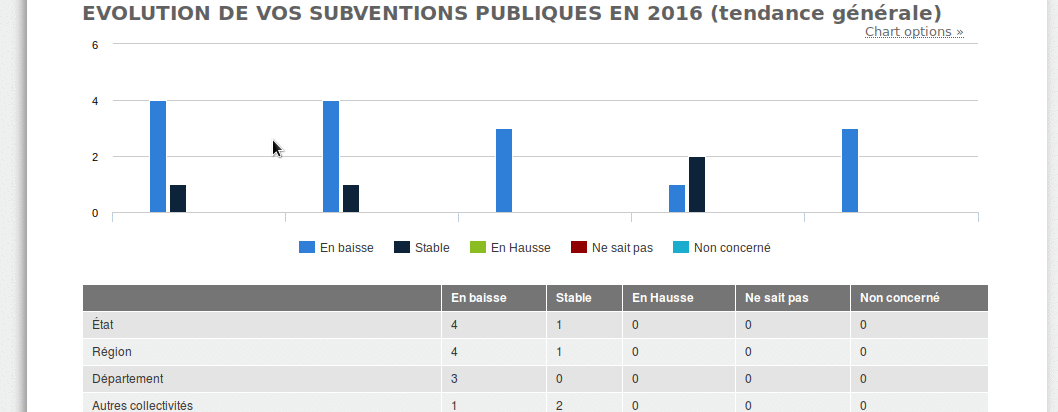 EVOLUTION DE VOS SUBVENTIONS PUBLIQUES EN 2016 (tendance générale)
Chart options »
6
4
2
0
En baisse Stable En Hausse Ne sait pas Non concerné
En baisse Stable En Hausse Ne sait pas Non concerné
État 4 1 0 0 0
Région 4 1 0 0 0
Département 3 0 0 0 0
Autres collectivités 1 2 0 0 0